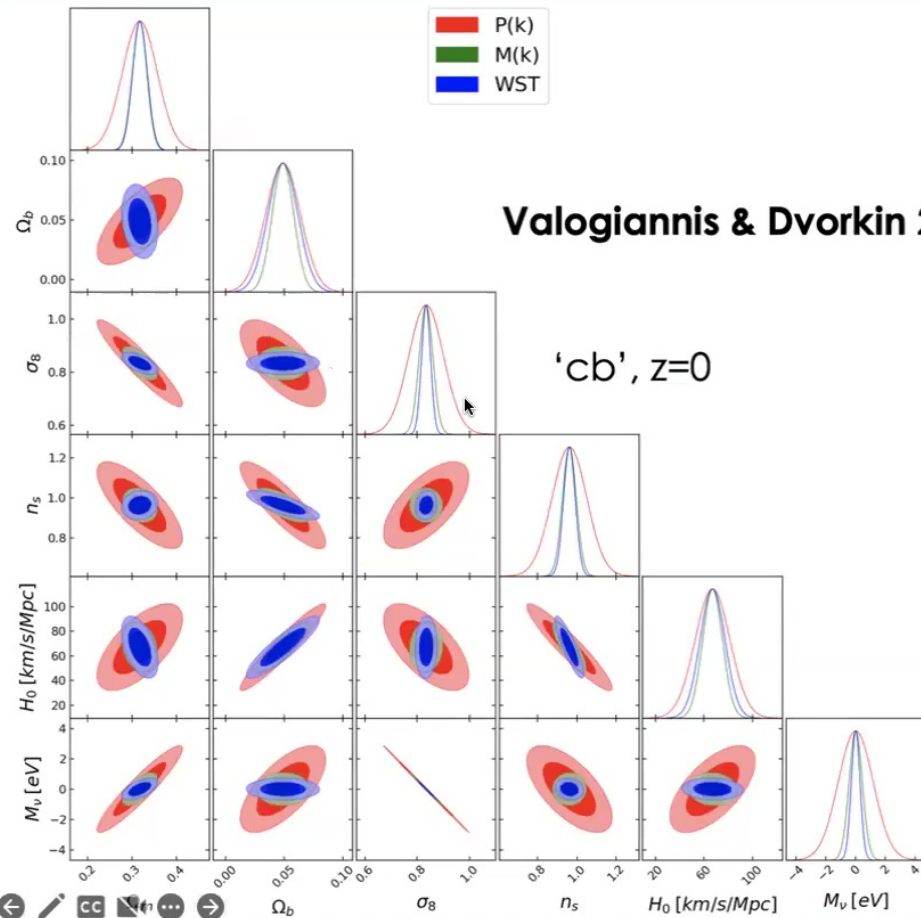 P(k)
M(k)
WST
Valogiannis & Dvorkin
‘cb’, z=0
0.10
0.05
0.00
Ω_b
1.0
0.8
0.6
σ_8
1.2
1.0
0.8
n_s
100
80
60
40
20
H_0 [km/s/Mpc]
4
2
0
−2
−4
M_ν [eV]
0.2 0.3 0.4
0.00 0.05 0.10
0.6 0.8 1.0
0.8 1.0 1.2
20 60 100
−4 −2 0 2 4
CC
Ω_b σ_8 n_s H_0 [km/s/Mpc] M_ν [eV]